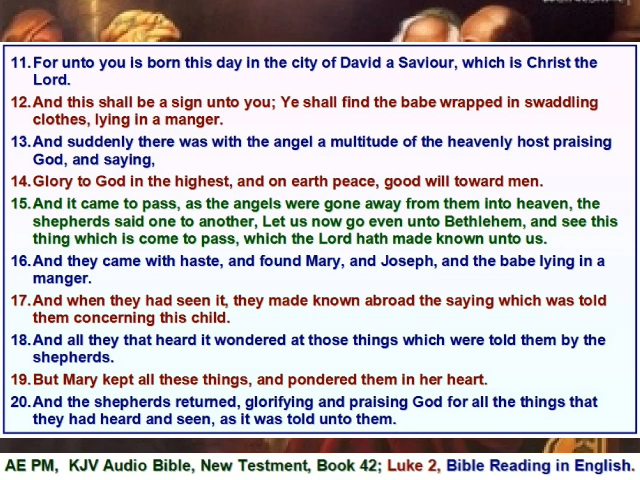 11. For unto you is born this day in the city of David a Saviour, which is Christ the
Lord.
12. And this shall be a sign unto you; Ye shall find the babe wrapped in swaddling
clothes, lying in a manger.
13. And suddenly there was with the angel a multitude of the heavenly host praising
God, and saying,
14. Glory to God in the highest, and on earth peace, good will toward men.
15. And it came to pass, as the angels were gone away from them into heaven, the
shepherds said one to another, Let us now go even unto Bethlehem, and see this
thing which is come to pass, which the Lord hath made known unto us.
16. And they came with haste, and found Mary, and Joseph, and the babe lying in a
manger.
17. And when they had seen it, they made known abroad the saying which was told
them concerning this child.
18. And all they that heard it wondered at those things which were told them by the
shepherds.
19. But Mary kept all these things, and pondered them in her heart.
20. And the shepherds returned, glorifying and praising God for all the things that
they had heard and seen, as it was told unto them.
AE PM, KJV Audio Bible, New Testment, Book 42; Luke 2, Bible Reading in English.